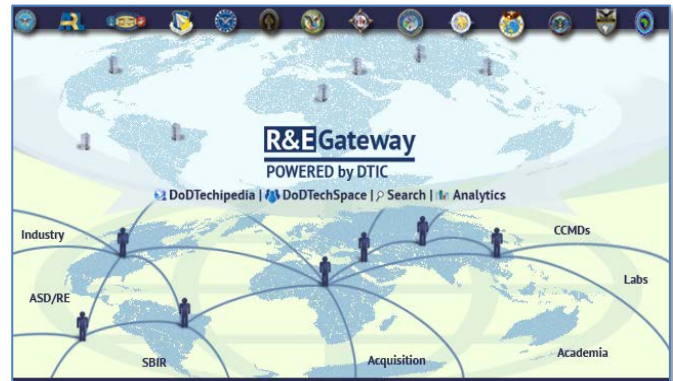 R&E Gateway
POWERED by DTIC
DoDTechipedia | DoDTechSpace | Search | Analytics
Industry
CCMDs
Labs
ASD/RE
SBIR
Acquisition
Academia